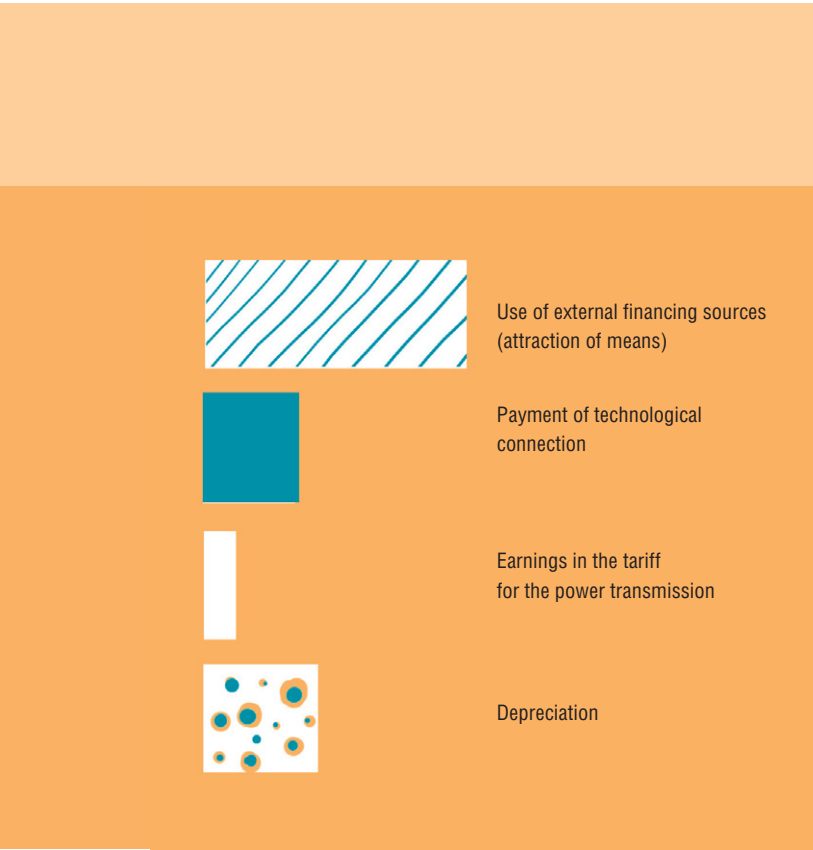 Use of external financing sources
(attraction of means)
Payment of technological
connection
Earnings in the tariff
for the power transmission
Depreciation